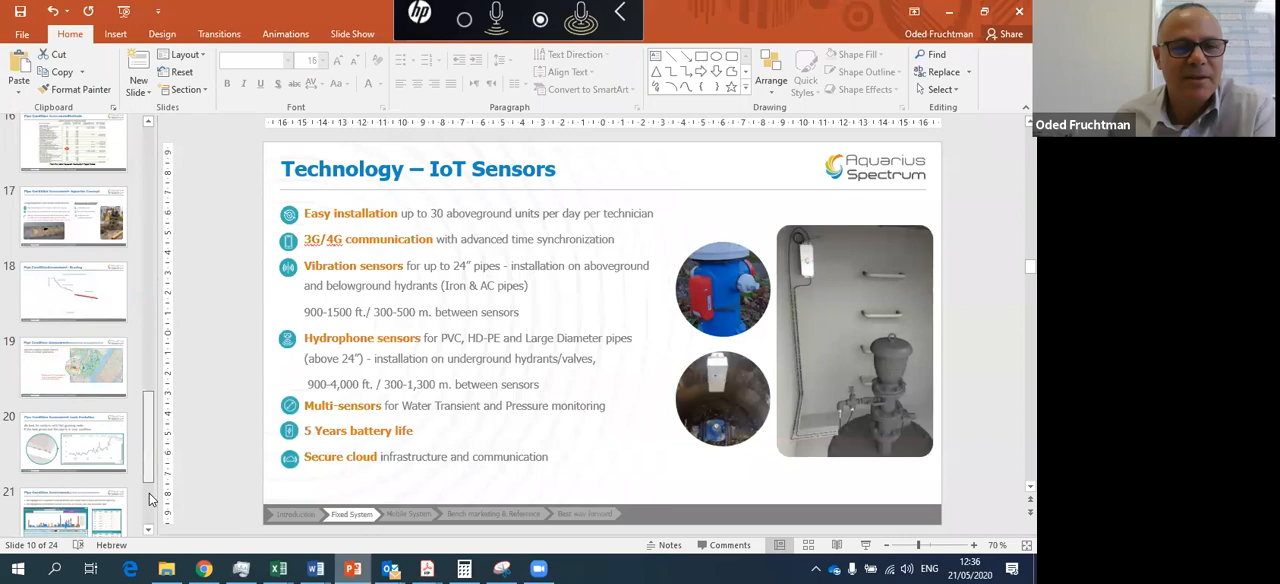 hp
File
Home
Insert
Design
Transitions
Animations
Slide Show
Oded Fruchtman
Share
Cut
Copy
Format Painter
Paste
Clipboard
New
Slide
Layout
Reset
Section
Slides
16
Font
Text Direction
Align Text
Convert to SmartArt
Paragraph
Arrange
Quick
Styles
Shape Fill
Shape Outline
Shape Effects
Drawing
Find
Replace
Select
Editing
Oded Fruchtman
16
17
18
19
20
21
Technology – IoT Sensors
Aquarius
Spectrum
Easy installation up to 30 aboveground units per day per technician
3G/4G communication with advanced time synchronization
Vibration sensors for up to 24” pipes - installation on aboveground
and belowground hydrants (Iron & AC pipes)
900-1500 ft./ 300-500 m. between sensors
Hydrophone sensors for PVC, HD-PE and Large Diameter pipes
(above 24”) - installation on underground hydrants/valves,
900-4,000 ft. / 300-1,300 m. between sensors
Multi-sensors for Water Transient and Pressure monitoring
5 Years battery life
Secure cloud infrastructure and communication
Introduction
Fixed System
Mobile System
Bench marketing & Reference
Best way forward
Slide 10 of 24
Hebrew
Notes
Comments
70 %
ENG
12:36
21/05/2020